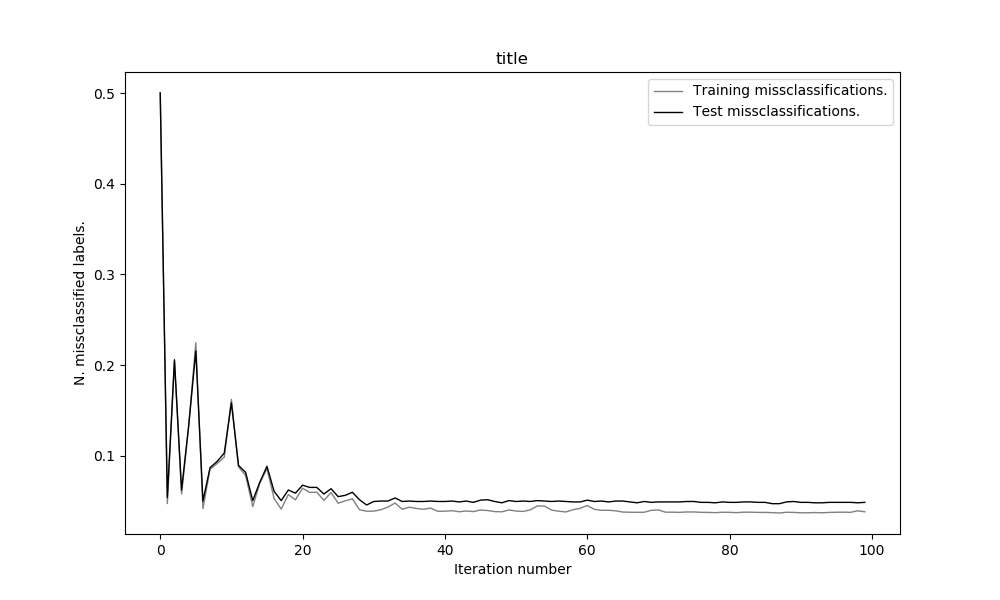 title
Training missclassifications.
Test missclassifications.
N. missclassified labels.
0.5
0.4
0.3
0.2
0.1
0 20 40 60 80 100
Iteration number